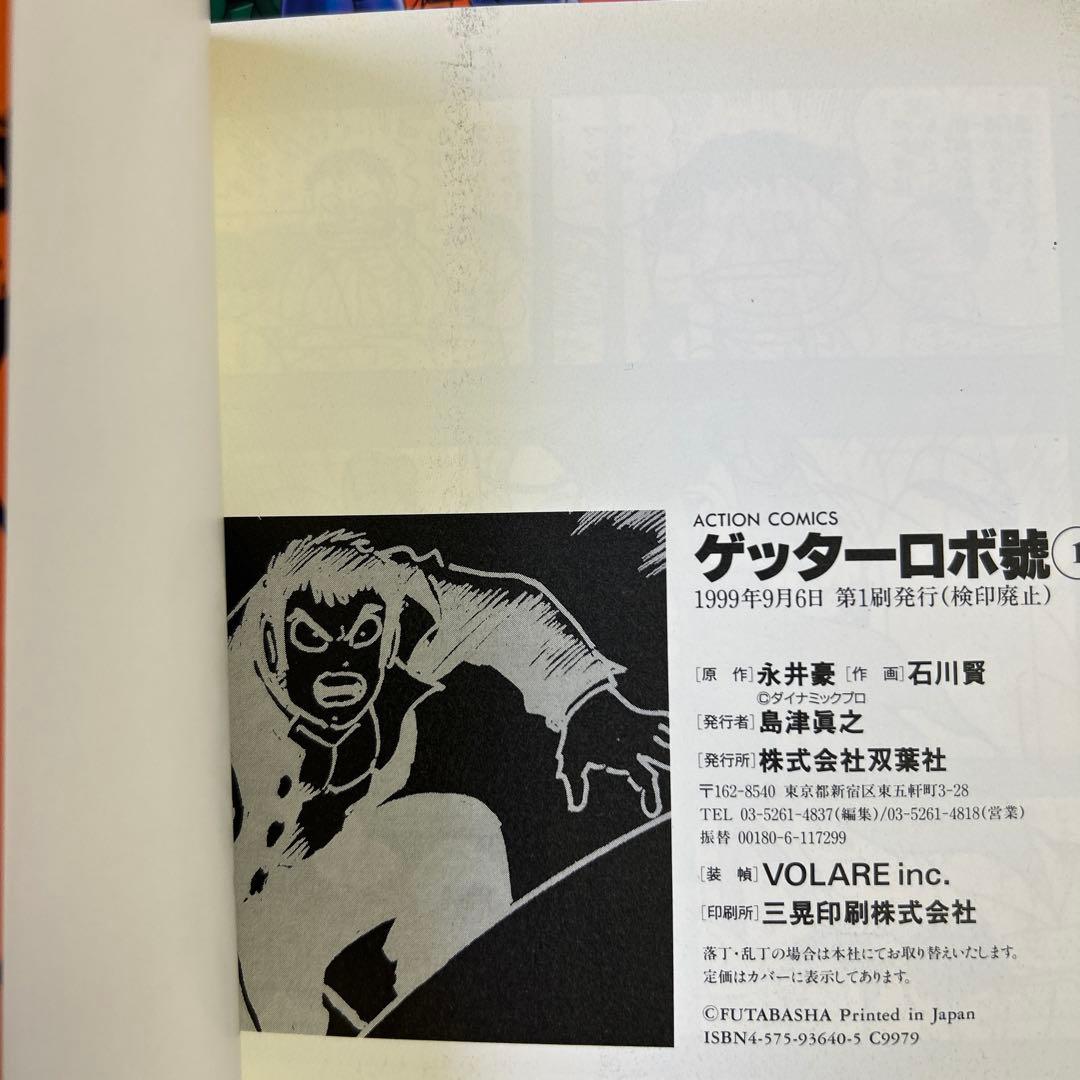 ACTION COMICS
ゲッターロボ號①
1999年9月6日 第1刷発行(検印廃止)
[原 作]永井豪 [作 画]石川賢
©ダイナミックプロ
[発行者]島津眞之
[発行所]株式会社双葉社
〒162-8540 東京都新宿区東五軒町3-28
TEL 03-5261-4837(編集)/03-5261-4818(営業)
振替 00180-6-117299
[装 幀]VOLARE inc.
[印刷所]三晃印刷株式会社
落丁・乱丁の場合は本社にてお取り替えいたします。
定価はカバーに表示してあります。
©FUTABASHA Printed in Japan
ISBN4-575-93640-5 C9979